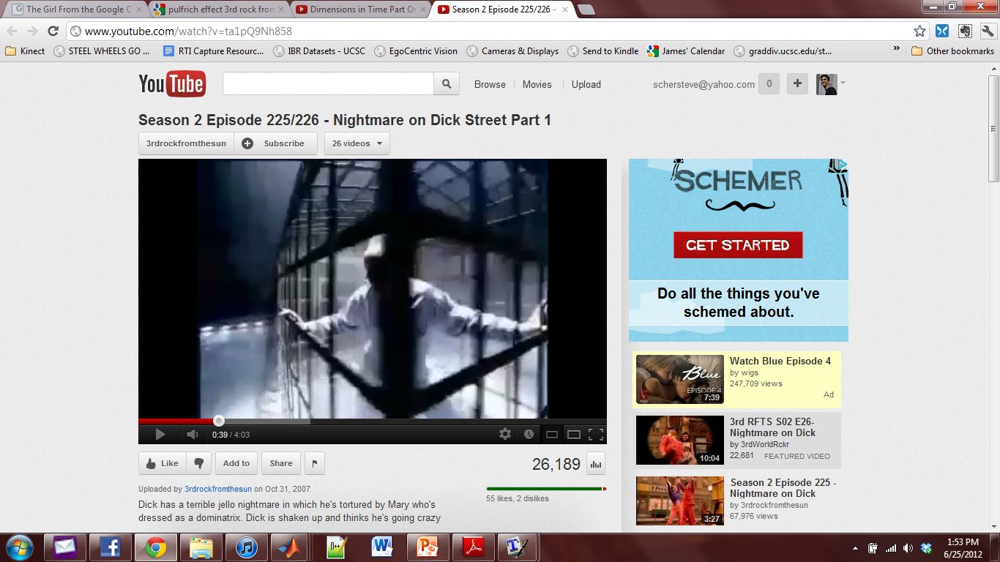 The Girl From the Google C
pulfrich effect 3rd rock fron
Dimensions in Time Part On
Season 2 Episode 225/226 -
www.youtube.com/watch?v=ta1pQ9Nh858
Kinect
STEEL WHEELS GO ...
RTI Capture Resourc...
IBR Datasets - UCSC
EgoCentric Vision
Cameras & Displays
Send to Kindle
James' Calendar
graddiv.ucsc.edu/st...
»
Other bookmarks
YouTube
Browse
Movies
Upload
schersteve@yahoo.com
0
Season 2 Episode 225/226 - Nightmare on Dick Street Part 1
3rdrockfromthesun
Subscribe
26 videos
SCHEMER
GET STARTED
Do all the things you've
schemed about.
0:39 / 4:03
Like
Add to
Share
26,189
Uploaded by 3rdrockfromthesun on Oct 31, 2007
55 likes, 2 dislikes
Dick has a terrible jello nightmare in which he's tortured by Mary who's
dressed as a dominatrix. Dick is shaken up and thinks he's going crazy
Blue
EPISODE 4
7:39
Watch Blue Episode 4
by wigs
247,709 views
Ad
10:04
3rd RFTS S02 E26-
Nightmare on Dick
by 3rdWorldRckr
22,681 FEATURED VIDEO
3:27
Season 2 Episode 225 -
Nightmare on Dick
by 3rdrockfromthesun
67,976 views
1:53 PM
6/25/2012